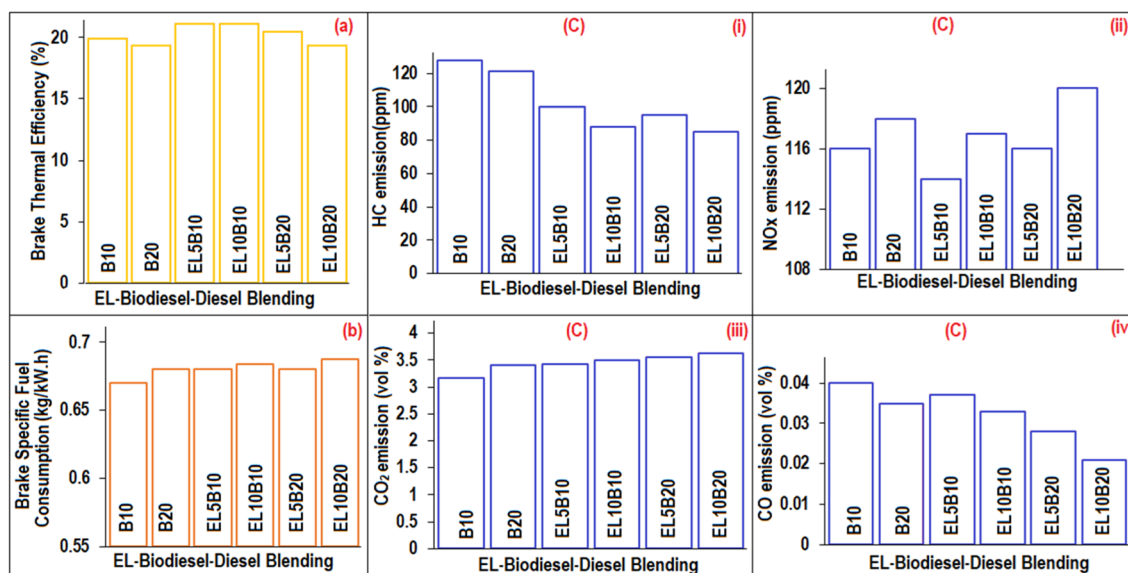 (a)
Brake Thermal Efficiency (%)
20
15
10
5
0
B10
B20
EL5B10
EL10B10
EL5B20
EL10B20
EL-Biodiesel-Diesel Blending
(C)
(i)
HC emission(ppm)
120
100
80
60
40
20
0
B10
B20
EL5B10
EL10B10
EL5B20
EL10B20
EL-Biodiesel-Diesel Blending
(C)
(ii)
NOx emission (ppm)
120
116
112
108
B10
B20
EL5B10
EL10B10
EL5B20
EL10B20
EL-Biodiesel-Diesel Blending
(b)
Brake Specific Fuel
Consumption (kg/kW.h)
0.7
0.65
0.6
0.55
B10
B20
EL5B10
EL10B10
EL5B20
EL10B20
EL-Biodiesel-Diesel Blending
(C)
(iii)
CO₂ emission (vol %)
4
3.5
3
2.5
2
1.5
1
0.5
0
B10
B20
EL5B10
EL10B10
EL5B20
EL10B20
EL-Biodiesel-Diesel Blending
(C)
(iv)
CO emission (vol %)
0.04
0.03
0.02
0.01
0
B10
B20
EL5B10
EL10B10
EL5B20
EL10B20
EL-Biodiesel-Diesel Blending